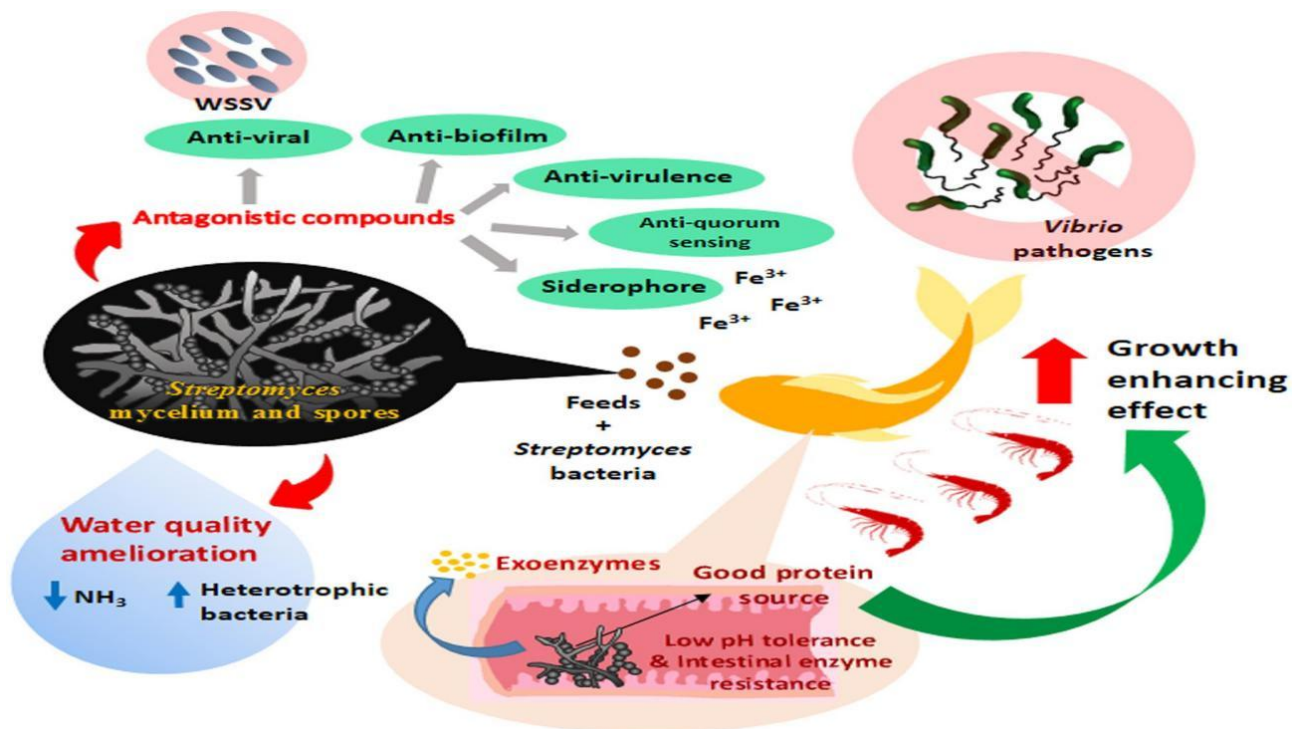 WSSV
Anti-viral
Anti-biofilm
Anti-virulence
Antagonistic compounds
Anti-quorum
sensing
Siderophore
Fe³⁺
Fe³⁺
Fe³⁺
Vibrio
pathogens
Streptomyces
mycelium and spores
Feeds
+
Streptomyces
bacteria
Growth
enhancing
effect
Water quality
amelioration
NH₃
Heterotrophic
bacteria
Exoenzymes
Good protein
source
Low pH tolerance
& Intestinal enzyme
resistance